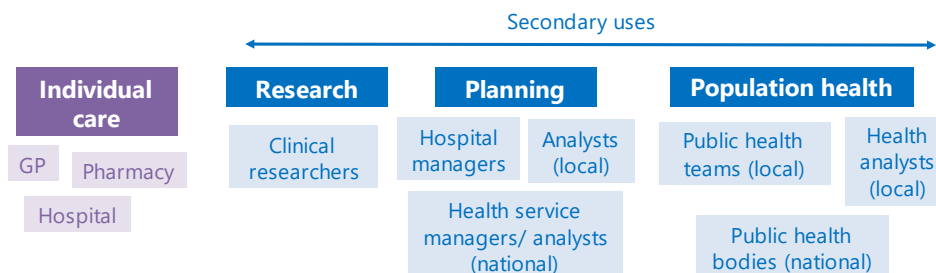 Secondary uses
Individual
care
GP
Pharmacy
Hospital
Research
Clinical
researchers
Planning
Hospital
managers
Analysts
(local)
Health service
managers/ analysts
(national)
Population health
Public health
teams (local)
Health
analysts
(local)
Public health
bodies (national)